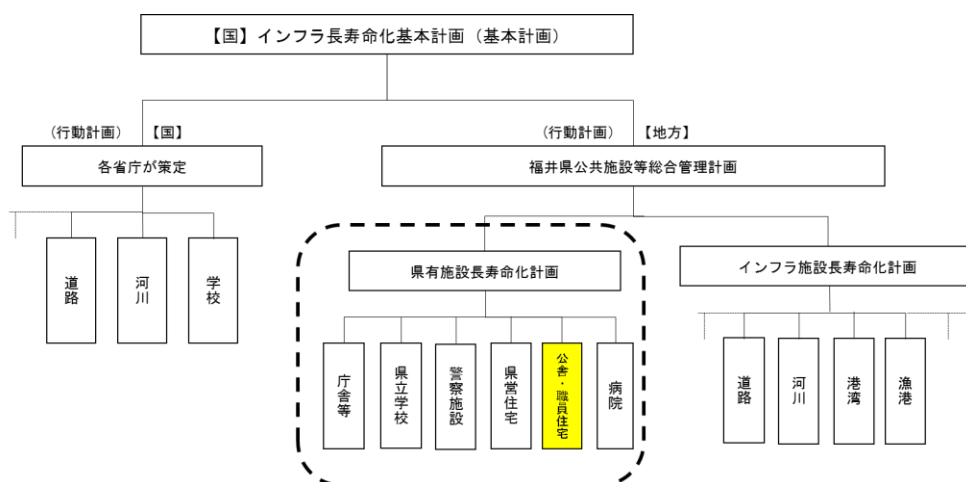 【国】インフラ長寿命化基本計画（基本計画）
（行動計画）【国】
（行動計画）【地方】
各省庁が策定
福井県公共施設等総合管理計画
道路
河川
学校
県有施設長寿命化計画
インフラ施設長寿命化計画
庁舎等
県立学校
警察施設
県営住宅
公舎・職員住宅
病院
道路
河川
港湾
漁港